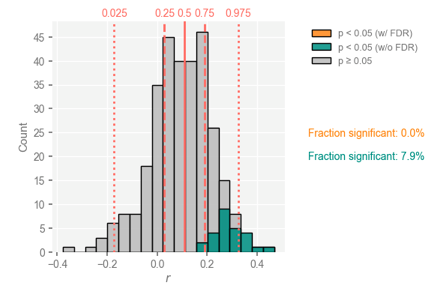 0.025 0.25 0.5 0.75 0.975
p < 0.05 (w/ FDR)
p < 0.05 (w/o FDR)
p ≥ 0.05
Fraction significant: 0.0%
Fraction significant: 7.9%
Count
45
40
35
30
25
20
15
10
5
0
−0.4 −0.2 0.0 0.2 0.4
r